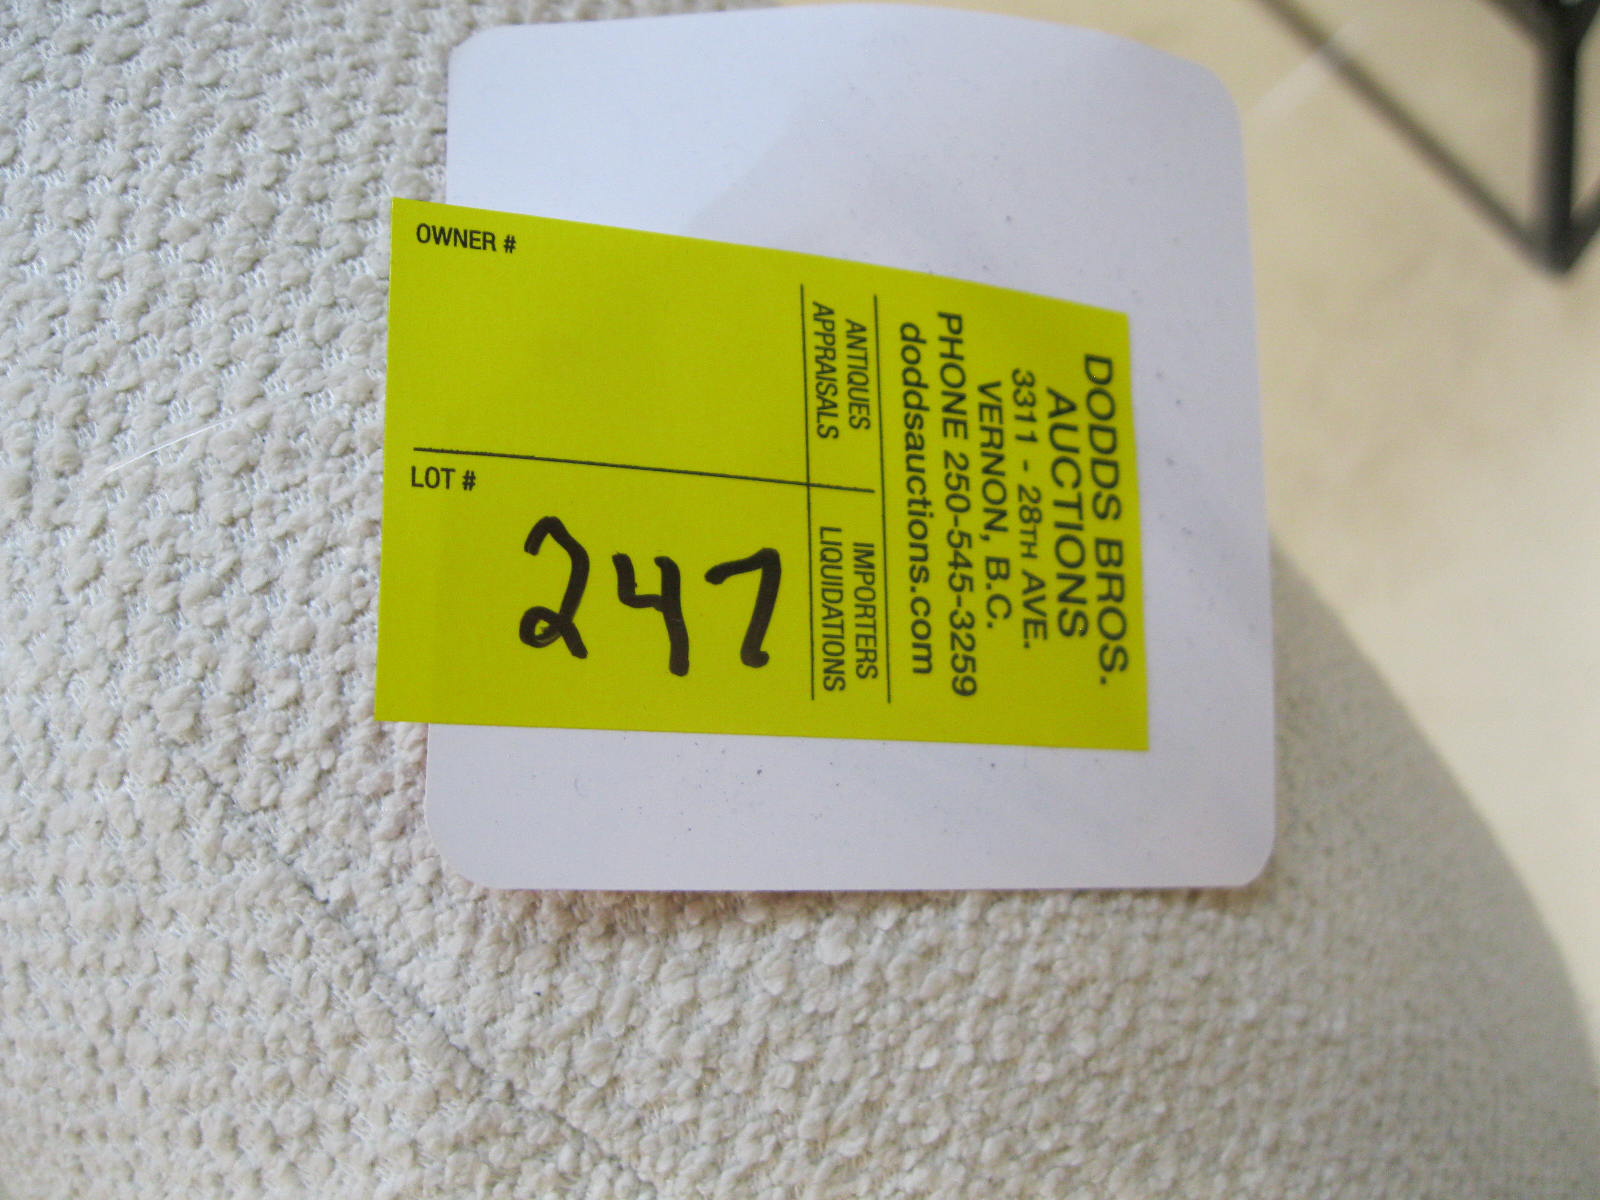 DODDS BROS.
AUCTIONS
3311 - 28TH AVE.
VERNON, B.C.
PHONE 250-545-3259
doddsauctions.com
ANTIQUES
APPRAISALS
IMPORTERS
LIQUIDATIONS
OWNER #
LOT #
247